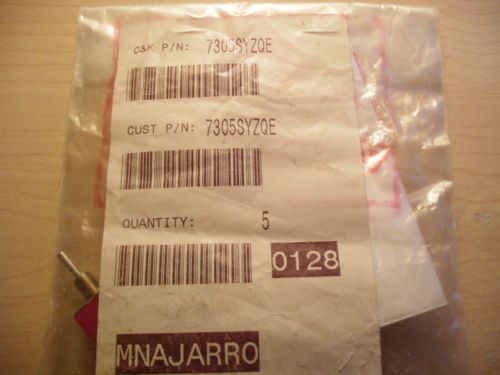 C&K P/N: 7305SYZQE
CUST P/N: 7305SYZQE
QUANTITY: 5
0128
MNAJARRO